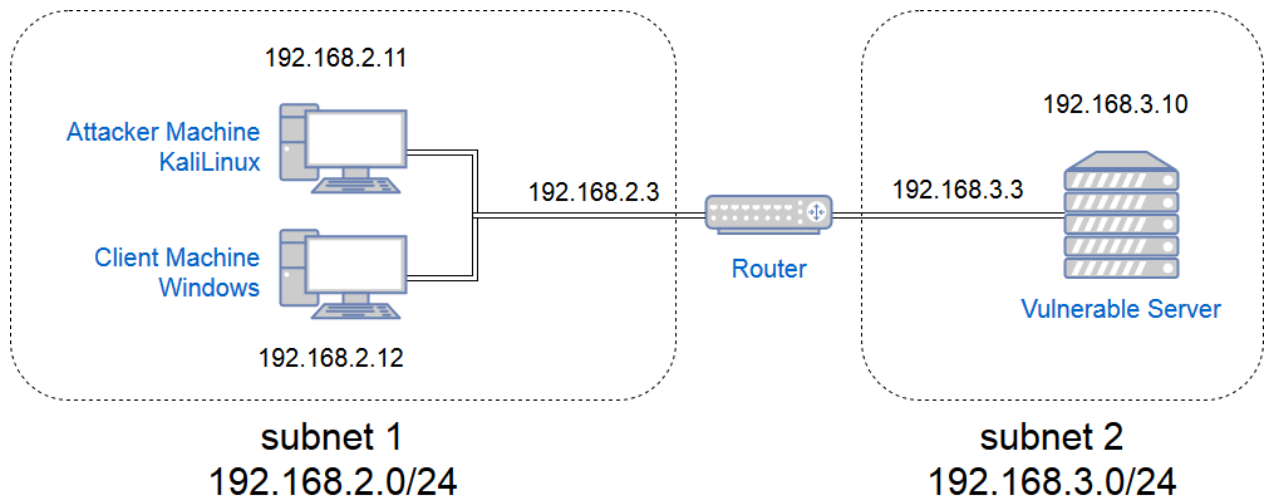 192.168.2.11
Attacker Machine
KaliLinux
192.168.2.3
Client Machine
Windows
192.168.2.12
subnet 1
192.168.2.0/24
Router
192.168.3.10
192.168.3.3
Vulnerable Server
subnet 2
192.168.3.0/24